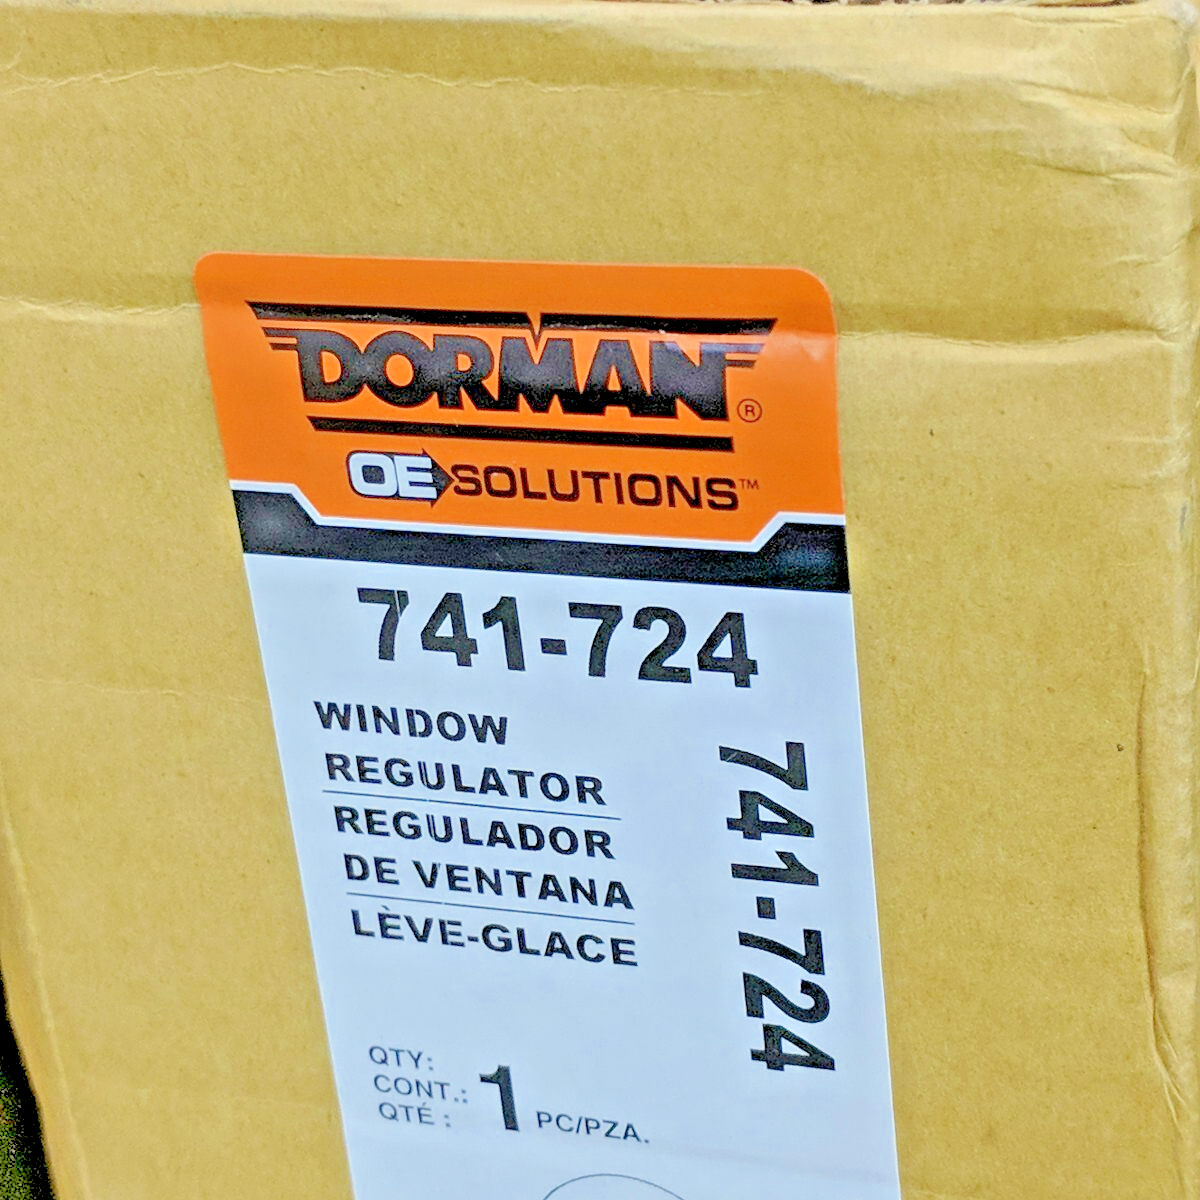 DORMAN®
OE SOLUTIONS™
741-724
WINDOW
REGULATOR
REGULADOR
DE VENTANA
LÈVE-GLACE
741-724
QTY:
CONT.:
QTÉ :
1 PC/PZA.